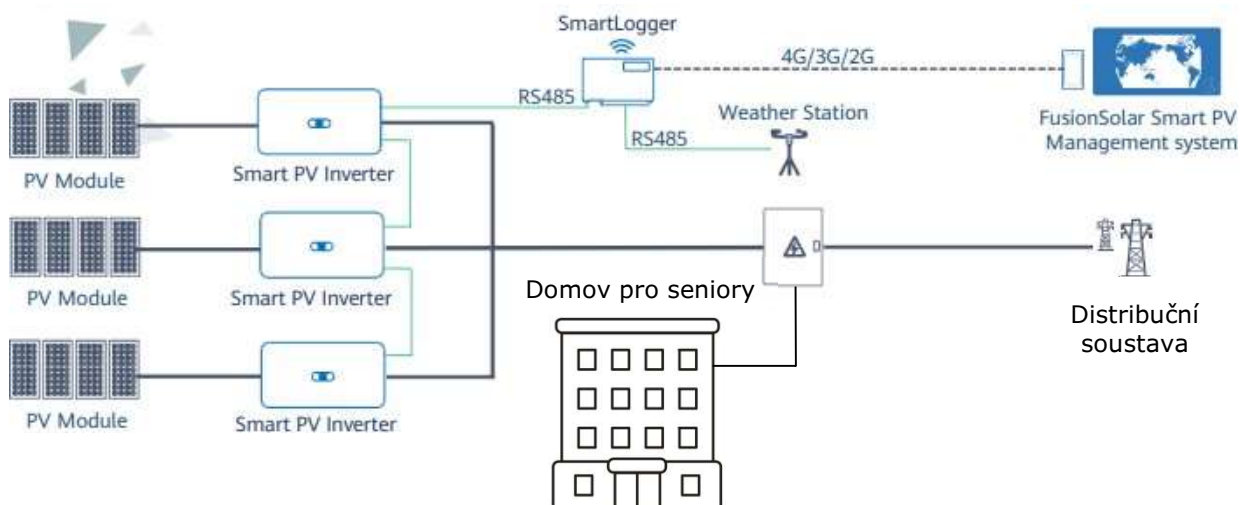 SmartLogger
4G/3G/2G
RS485
Weather Station
FusionSolar Smart PV
Management system
RS485
PV Module
Smart PV Inverter
PV Module
Smart PV Inverter
Domov pro seniory
Distribuční
soustava
PV Module
Smart PV Inverter